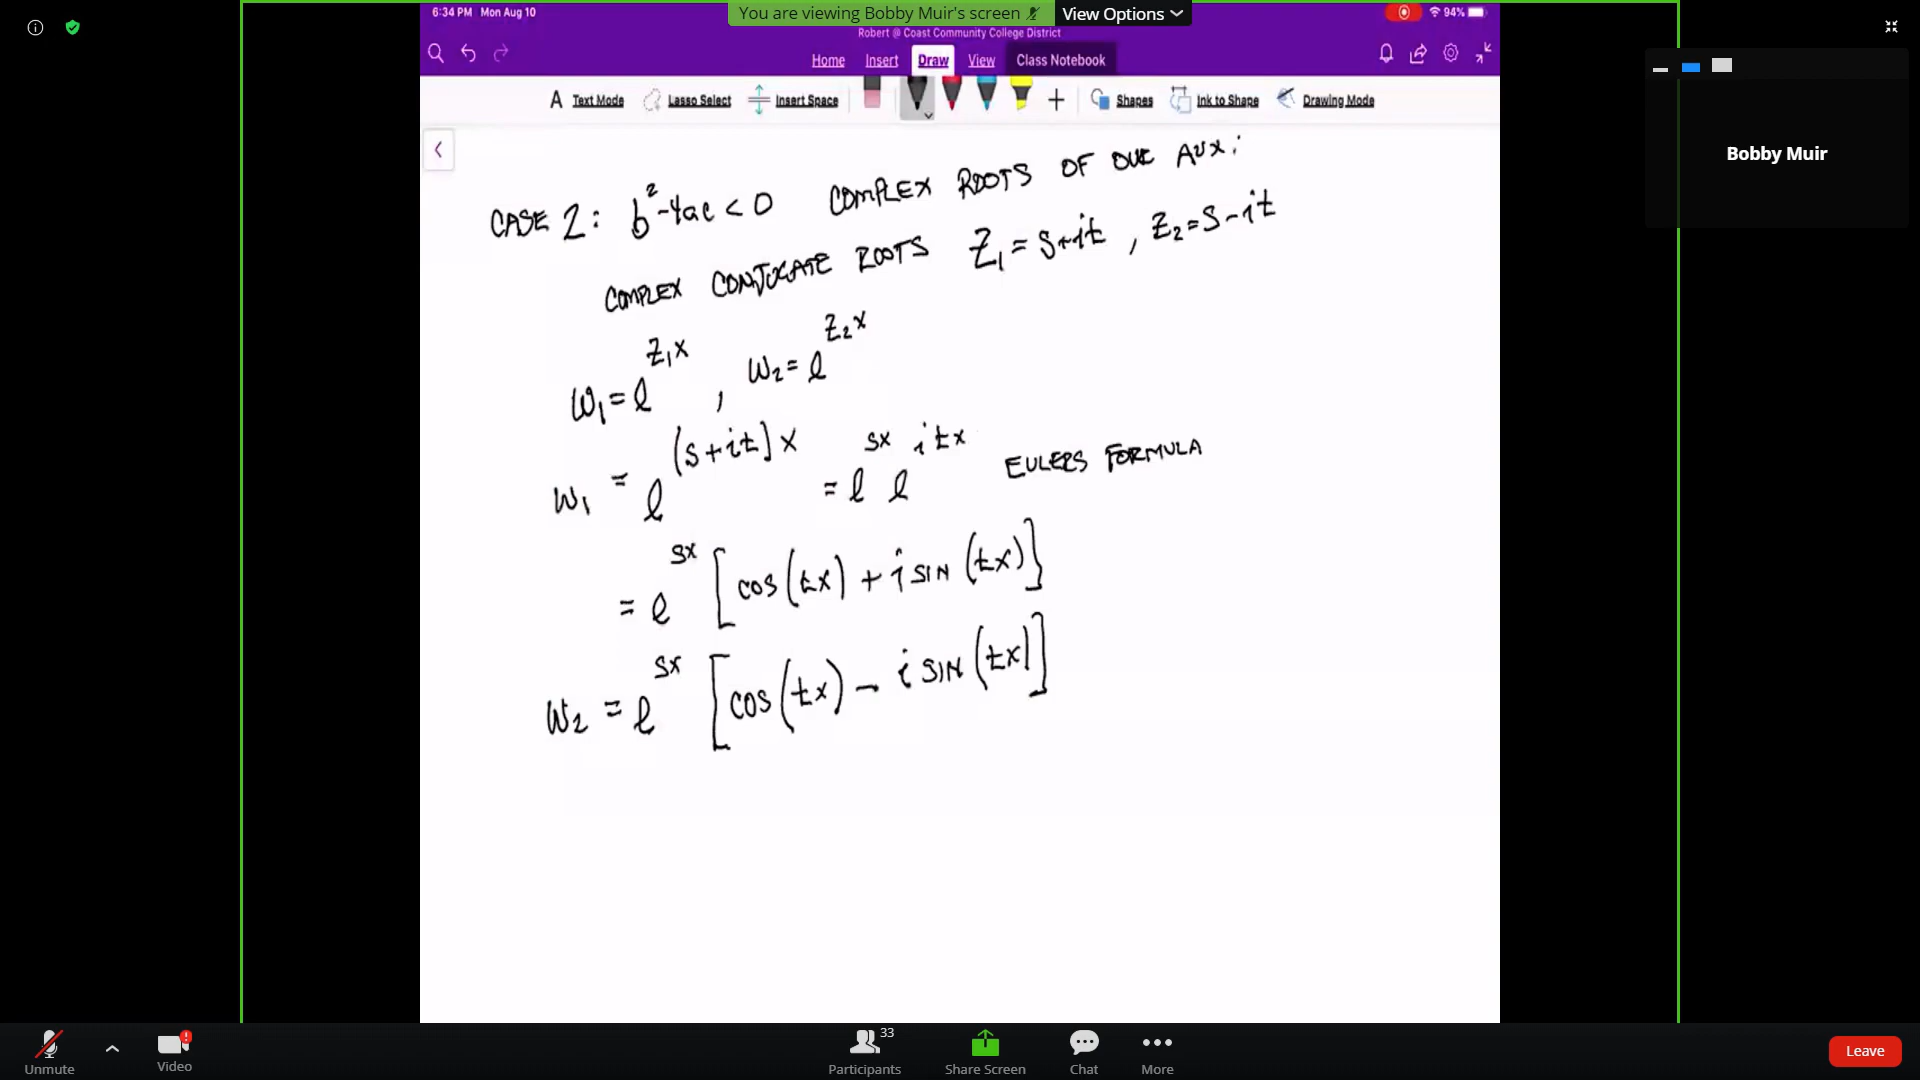 6:34 PM Mon Aug 10
You are viewing Bobby Muir's screen
View Options
94%
Robert @ Coast Community College District
Home Insert Draw View Class Notebook
Text Mode Lasso Select Insert Space Shapes Ink to Shape Drawing Mode
Bobby Muir
CASE 2: b²-4ac < 0 COMPLEX ROOTS OF OUR AUX:
COMPLEX CONJUGATE ROOTS Z₁ = s+it , Z₂ = s-it
W₁ = e^{Z₁x} , W₂ = e^{Z₂x}
W₁ = e^{(s+it)x} = e^{sx} e^{itx} EULERS FORMULA
= e^{sx} [cos(tx) + i SIN (tx)]
W₂ = e^{sx} [cos(tx) - i SIN (tx)]
Unmute
Video
Participants 33
Share Screen
Chat
More
Leave